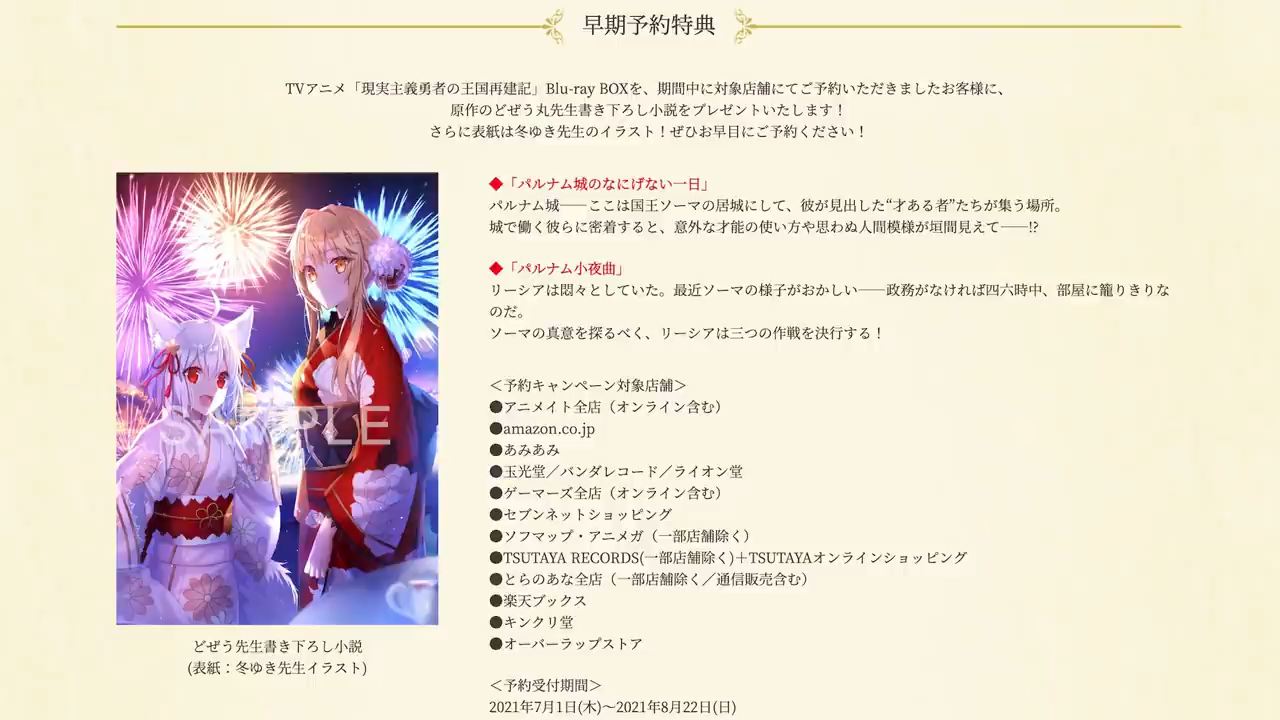 早期予約特典
TVアニメ「現実主義勇者の王国再建記」Blu-ray BOXを、期間中に対象店舗にてご予約いただきましたお客様に、
原作のどぜう丸先生書き下ろし小説をプレゼントいたします！
さらに表紙は冬ゆき先生のイラスト！ぜひお早目にご予約ください！
SAMPLE
どぜう先生書き下ろし小説
(表紙：冬ゆき先生イラスト)
◆「パルナム城のなにげない一日」
パルナム城――ここは国王ソーマの居城にして、彼が見出した“才ある者”たちが集う場所。
城で働く彼らに密着すると、意外な才能の使い方や思わぬ人間模様が垣間見えて――!?
◆「パルナム小夜曲」
リーシアは悶々としていた。最近ソーマの様子がおかしい――政務がなければ四六時中、部屋に籠りきりな
のだ。
ソーマの真意を探るべく、リーシアは三つの作戦を決行する！
＜予約キャンペーン対象店舗＞
●アニメイト全店（オンライン含む）
●amazon.co.jp
●あみあみ
●玉光堂／バンダレコード／ライオン堂
●ゲーマーズ全店（オンライン含む）
●セブンネットショッピング
●ソフマップ・アニメガ（一部店舗除く）
●TSUTAYA RECORDS(一部店舗除く)＋TSUTAYAオンラインショッピング
●とらのあな全店（一部店舗除く／通信販売含む）
●楽天ブックス
●キンクリ堂
●オーバーラップストア
＜予約受付期間＞
2021年7月1日(木)～2021年8月22日(日)